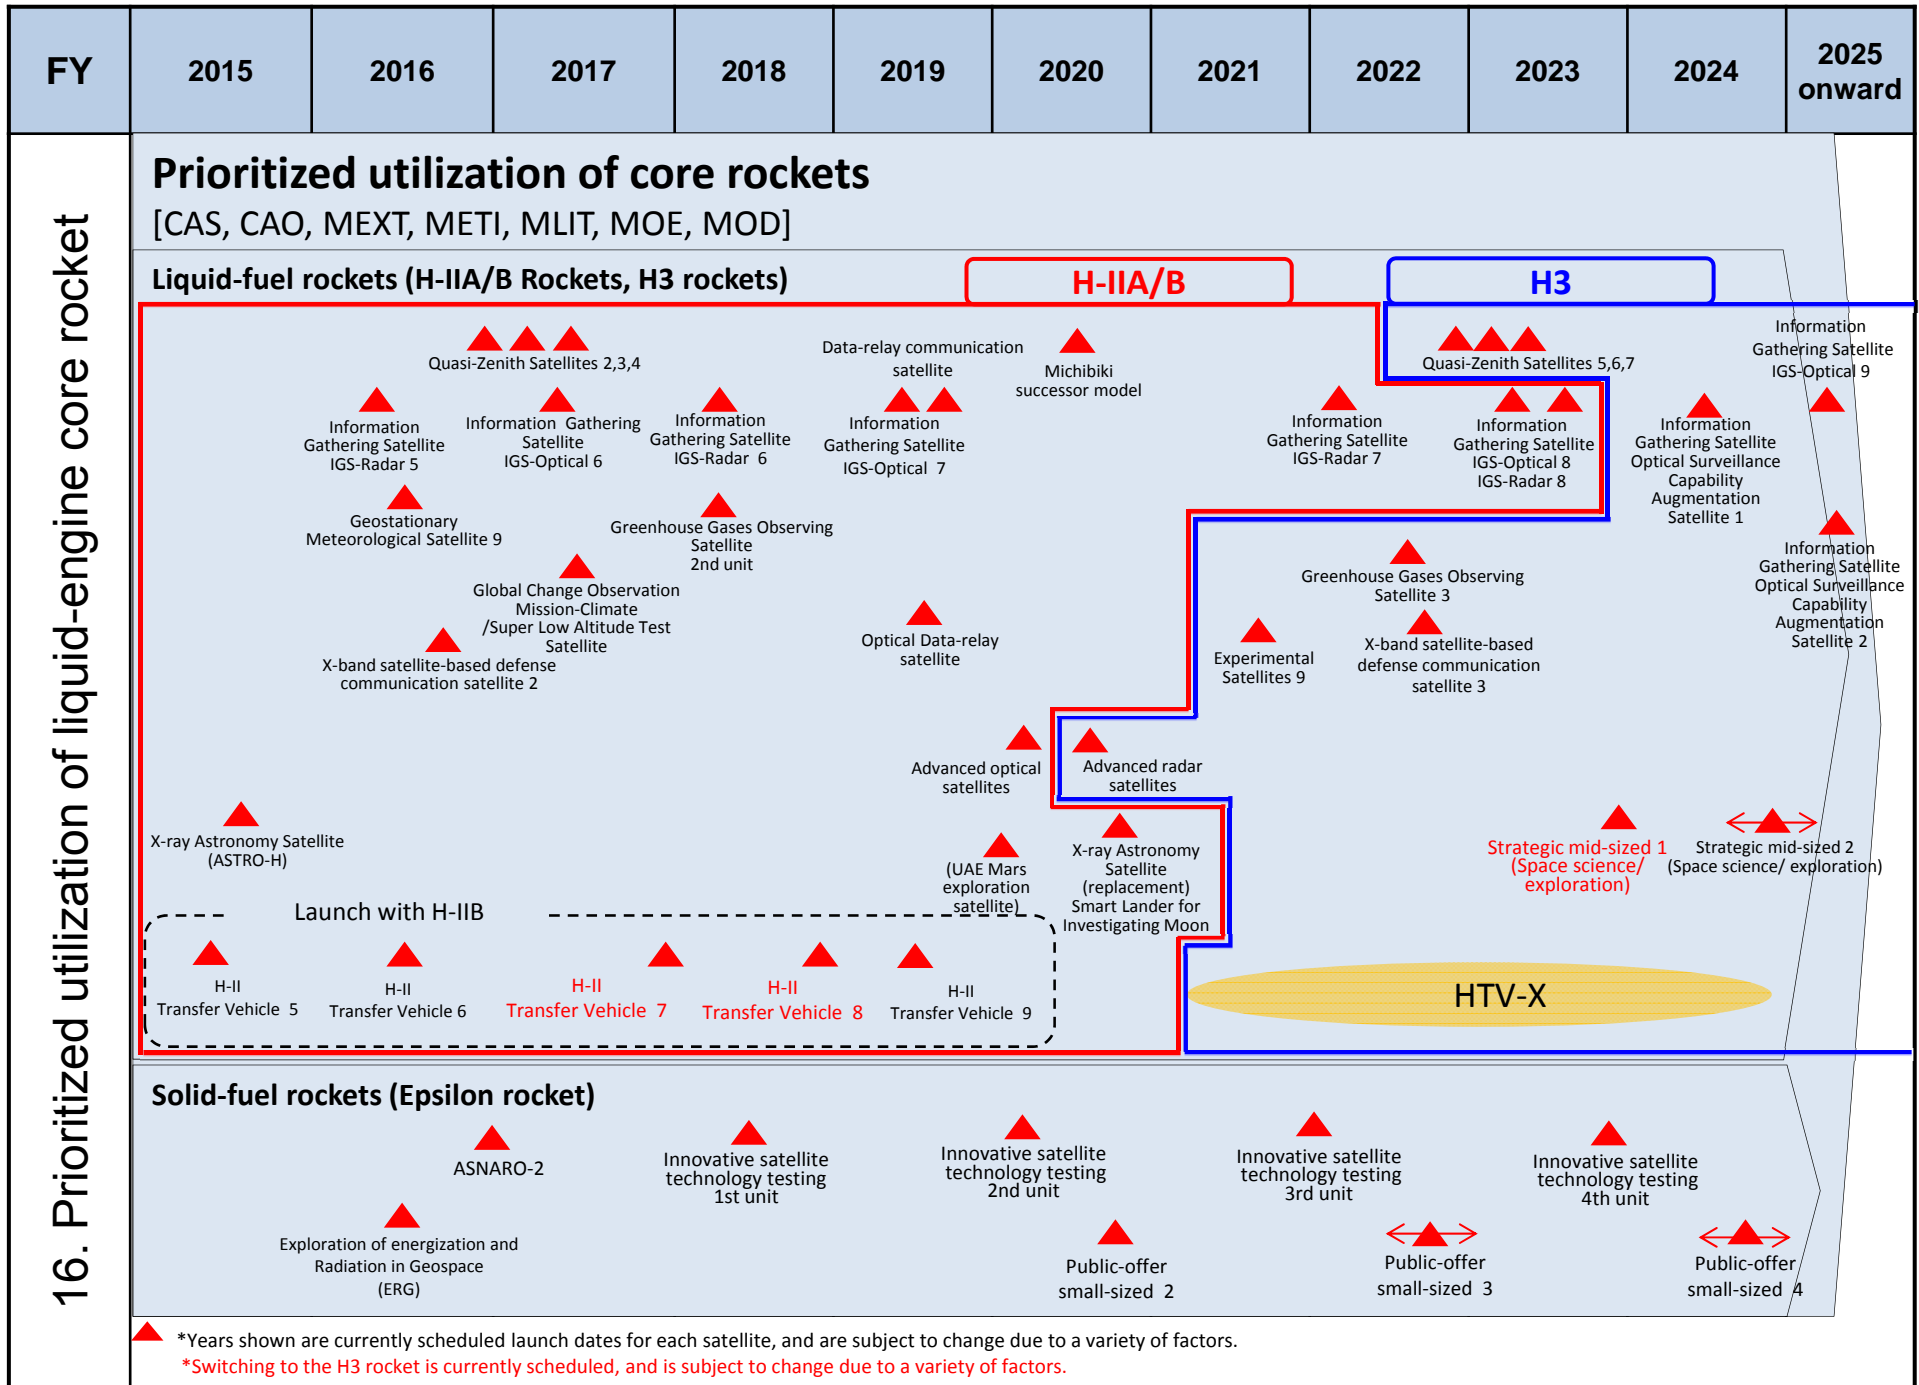 FY
2015
2016
2017
2018
2019
2020
2021
2022
2023
2024
2025
onward
16. Prioritized utilization of liquid-engine core rocket
Prioritized utilization of core rockets
[CAS, CAO, MEXT, METI, MLIT, MOE, MOD]
Liquid-fuel rockets (H-IIA/B Rockets, H3 rockets)
H-IIA/B
H3
Quasi-Zenith Satellites 2,3,4
Data-relay communication
satellite
Michibiki
successor model
Quasi-Zenith Satellites 5,6,7
Information
Gathering Satellite
IGS-Optical 9
Information
Gathering Satellite
IGS-Radar 5
Information Gathering
Satellite
IGS-Optical 6
Information
Gathering Satellite
IGS-Radar 6
Information
Gathering Satellite
IGS-Optical 7
Information
Gathering Satellite
IGS-Radar 7
Information
Gathering Satellite
IGS-Optical 8
IGS-Radar 8
Information
Gathering Satellite
Optical Surveillance
Capability
Augmentation
Satellite 1
Geostationary
Meteorological Satellite 9
Greenhouse Gases Observing
Satellite
2nd unit
Information
Gathering Satellite
Optical Surveillance
Capability
Augmentation
Satellite 2
Global Change Observation
Mission-Climate
/Super Low Altitude Test
Satellite
Greenhouse Gases Observing
Satellite 3
X-band satellite-based defense
communication satellite 2
Optical Data-relay
satellite
Experimental
Satellites 9
X-band satellite-based
defense communication
satellite 3
Advanced optical
satellites
Advanced radar
satellites
X-ray Astronomy Satellite
(ASTRO-H)
(UAE Mars
exploration
satellite)
X-ray Astronomy
Satellite
(replacement)
Smart Lander for
Investigating Moon
Strategic mid-sized 1
(Space science/
exploration)
Strategic mid-sized 2
(Space science/ exploration)
Launch with H-IIB
H-II
Transfer Vehicle 5
H-II
Transfer Vehicle 6
H-II
Transfer Vehicle 7
H-II
Transfer Vehicle 8
H-II
Transfer Vehicle 9
HTV-X
Solid-fuel rockets (Epsilon rocket)
ASNARO-2
Innovative satellite
technology testing
1st unit
Innovative satellite
technology testing
2nd unit
Innovative satellite
technology testing
3rd unit
Innovative satellite
technology testing
4th unit
Exploration of energization and
Radiation in Geospace
(ERG)
Public-offer
small-sized 2
Public-offer
small-sized 3
Public-offer
small-sized 4
*Years shown are currently scheduled launch dates for each satellite, and are subject to change due to a variety of factors.
*Switching to the H3 rocket is currently scheduled, and is subject to change due to a variety of factors.